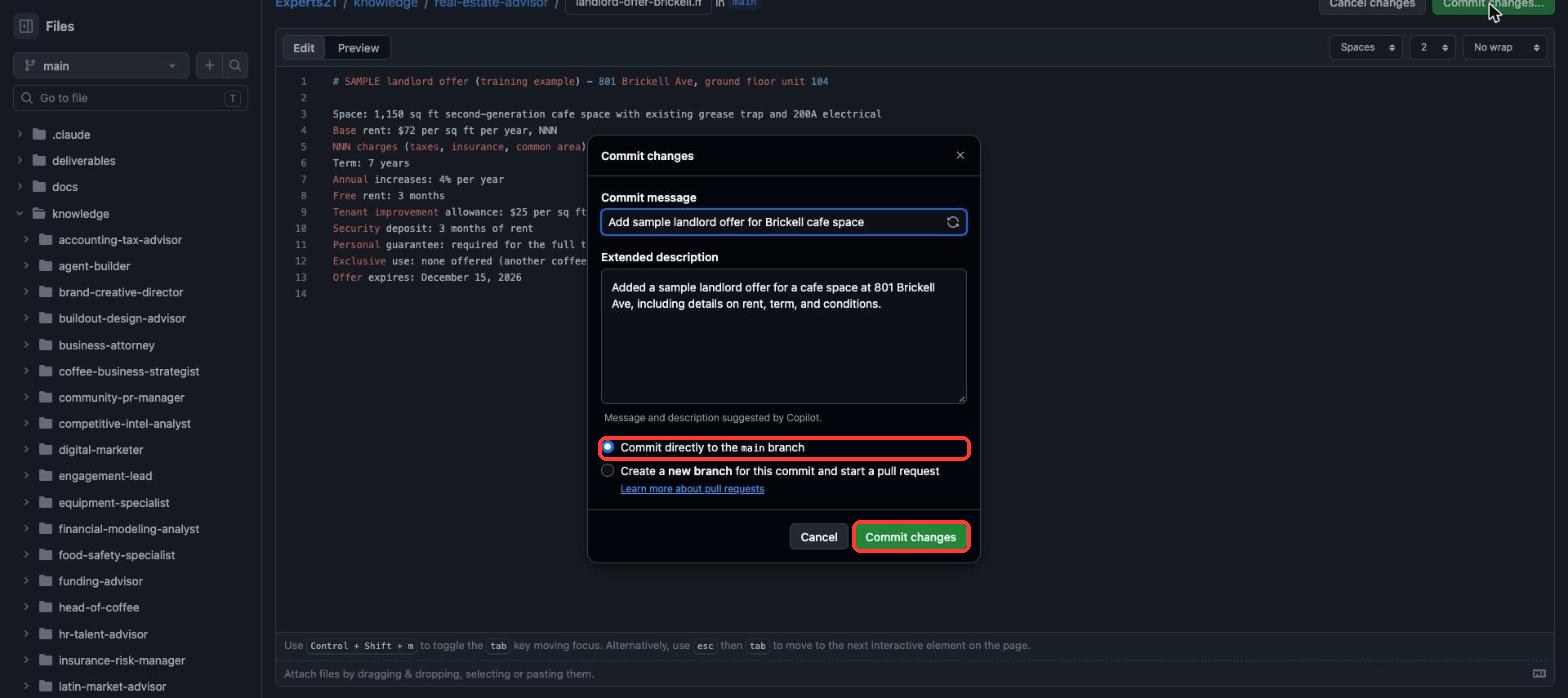 Files
main
Go to file
T
.claude
deliverables
docs
knowledge
accounting-tax-advisor
agent-builder
brand-creative-director
buildout-design-advisor
business-attorney
coffee-business-strategist
community-pr-manager
competitive-intel-analyst
digital-marketer
engagement-lead
equipment-specialist
financial-modeling-analyst
food-safety-specialist
funding-advisor
head-of-coffee
hr-talent-advisor
insurance-risk-manager
latin-market-advisor
Experts21 / knowledge / real-estate-advisor / landlord-offer-brickell.rr in main
Cancel changes
Commit changes...
Edit
Preview
Spaces
2
No wrap
1 # SAMPLE landlord offer (training example) – 801 Brickell Ave, ground floor unit 104
2
3 Space: 1,150 sq ft second-generation cafe space with existing grease trap and 200A electrical
4 Base rent: $72 per sq ft per year, NNN
5 NNN charges (taxes, insurance, common area)
6 Term: 7 years
7 Annual increases: 4% per year
8 Free rent: 3 months
9 Tenant improvement allowance: $25 per sq ft
10 Security deposit: 3 months of rent
11 Personal guarantee: required for the full t
12 Exclusive use: none offered (another coffee
13 Offer expires: December 15, 2026
14
Commit changes
Commit message
Add sample landlord offer for Brickell cafe space
Extended description
Added a sample landlord offer for a cafe space at 801 Brickell
Ave, including details on rent, term, and conditions.
Message and description suggested by Copilot.
Commit directly to the main branch
Create a new branch for this commit and start a pull request
Learn more about pull requests
Cancel
Commit changes
Use Control + Shift + m to toggle the tab key moving focus. Alternatively, use esc then tab to move to the next interactive element on the page.
Attach files by dragging & dropping, selecting or pasting them.